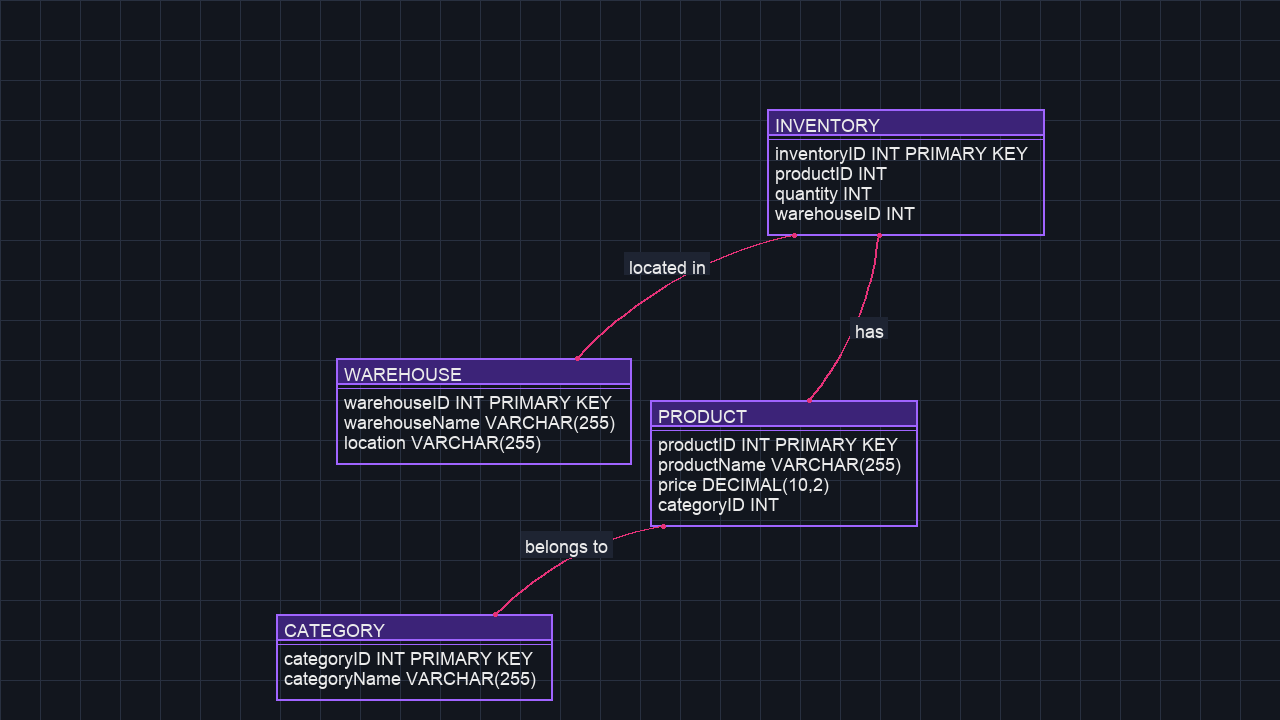 INVENTORY
inventoryID INT PRIMARY KEY
productID INT
quantity INT
warehouseID INT
located in
has
WAREHOUSE
warehouseID INT PRIMARY KEY
warehouseName VARCHAR(255)
location VARCHAR(255)
PRODUCT
productID INT PRIMARY KEY
productName VARCHAR(255)
price DECIMAL(10,2)
categoryID INT
belongs to
CATEGORY
categoryID INT PRIMARY KEY
categoryName VARCHAR(255)